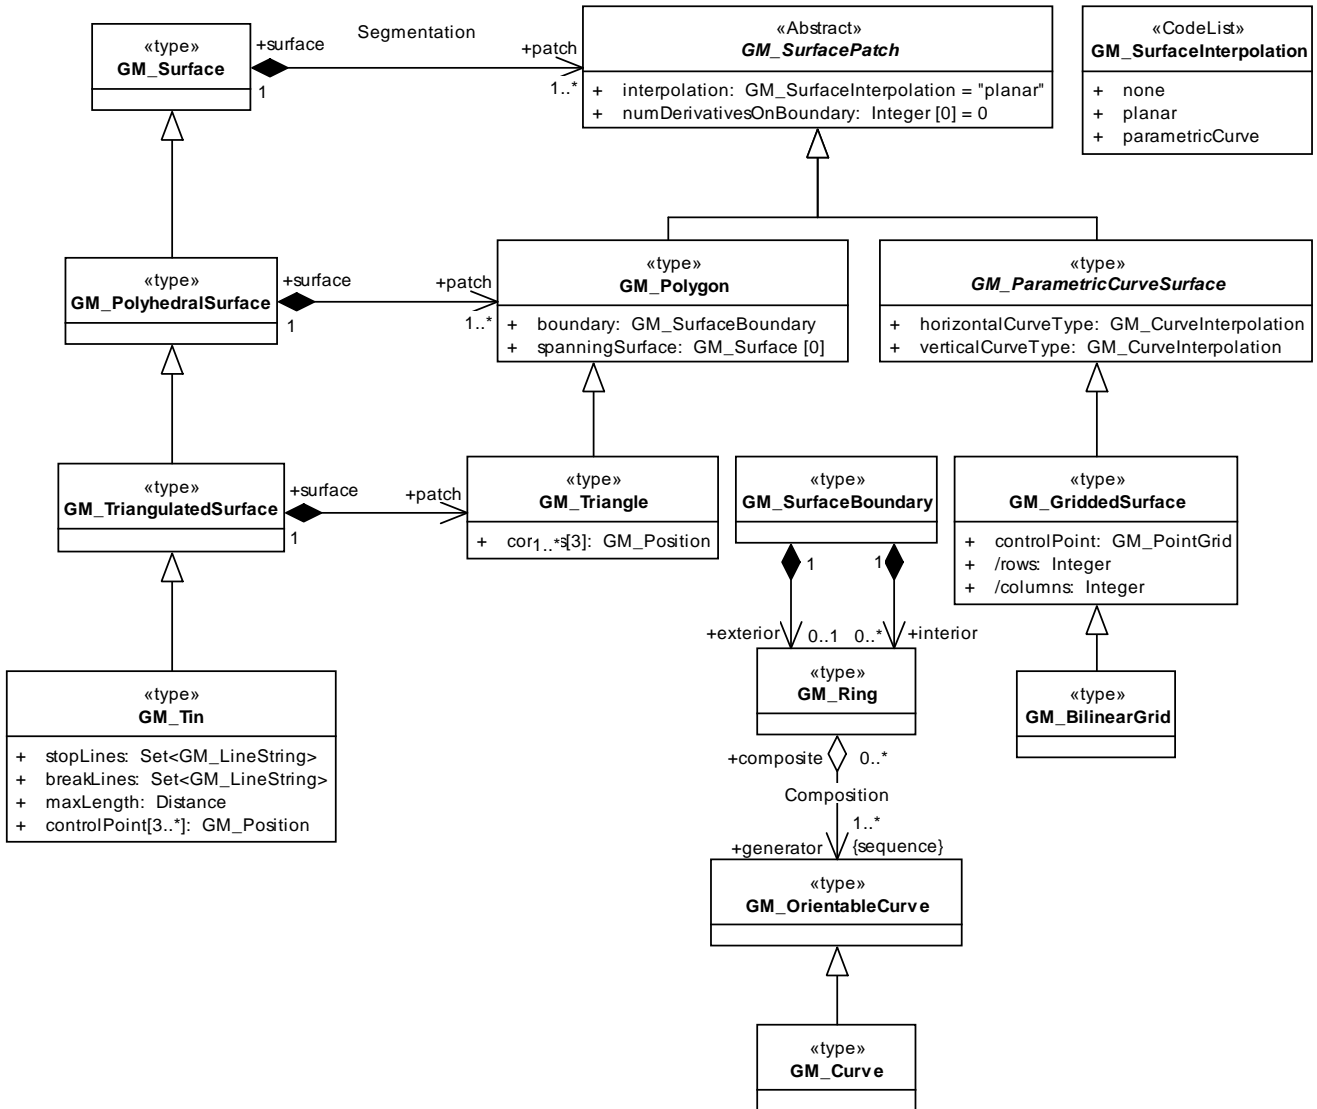 «type»
GM_Surface
+surface
1
Segmentation
+patch
1..*
«Abstract»
GM_SurfacePatch
+ interpolation: GM_SurfaceInterpolation = "planar"
+ numDerivativesOnBoundary: Integer [0] = 0
«CodeList»
GM_SurfaceInterpolation
+ none
+ planar
+ parametricCurve
«type»
GM_PolyhedralSurface
+surface
1
+patch
1..*
«type»
GM_Polygon
+ boundary: GM_SurfaceBoundary
+ spanningSurface: GM_Surface [0]
«type»
GM_ParametricCurveSurface
+ horizontalCurveType: GM_CurveInterpolation
+ verticalCurveType: GM_CurveInterpolation
«type»
GM_TriangulatedSurface
+surface
1
+patch
1..*
«type»
GM_Triangle
+ [3]: GM_Position
«type»
GM_SurfaceBoundary
1
1
+exterior
0..1
0..*
+interior
«type»
GM_GriddedSurface
+ controlPoint: GM_PointGrid
+ /rows: Integer
+ /columns: Integer
«type»
GM_Tin
+ stopLines: Set<GM_LineString>
+ breakLines: Set<GM_LineString>
+ maxLength: Distance
+ controlPoint[3..*]: GM_Position
«type»
GM_Ring
+composite
0..*
Composition
1..*
+generator
{sequence}
«type»
GM_BilinearGrid
«type»
GM_OrientableCurve
«type»
GM_Curve